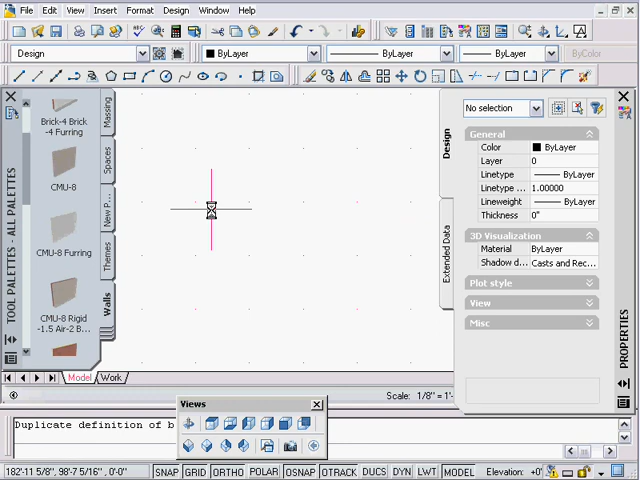 File Edit View Insert Format Design Window Help
Design
ByLayer
ByLayer
ByLayer
ByColor
TOOL PALETTES - ALL PALETTES
Brick-4 Brick
-4 Furring
CMU-8
CMU-8 Furring
CMU-8 Rigid
-1.5 Air-2 B...
Massing
Spaces
New P...
Themes
Walls
Design
Extended Data
No selection
General
Color ByLayer
Layer 0
Linetype ByLayer
Linetype ... 1.00000
Lineweight ByLayer
Thickness 0"
3D Visualization
Material ByLayer
Shadow d... Casts and Rec...
Plot style
View
Misc
PROPERTIES
Model Work
Scale: 1/8" = 1'-
Views
Duplicate definition of b
182'-11 5/8", 98'-7 5/16", 0'-0" SNAP GRID ORTHO POLAR OSNAP OTRACK DUCS DYN LWT MODEL Elevation: +0"